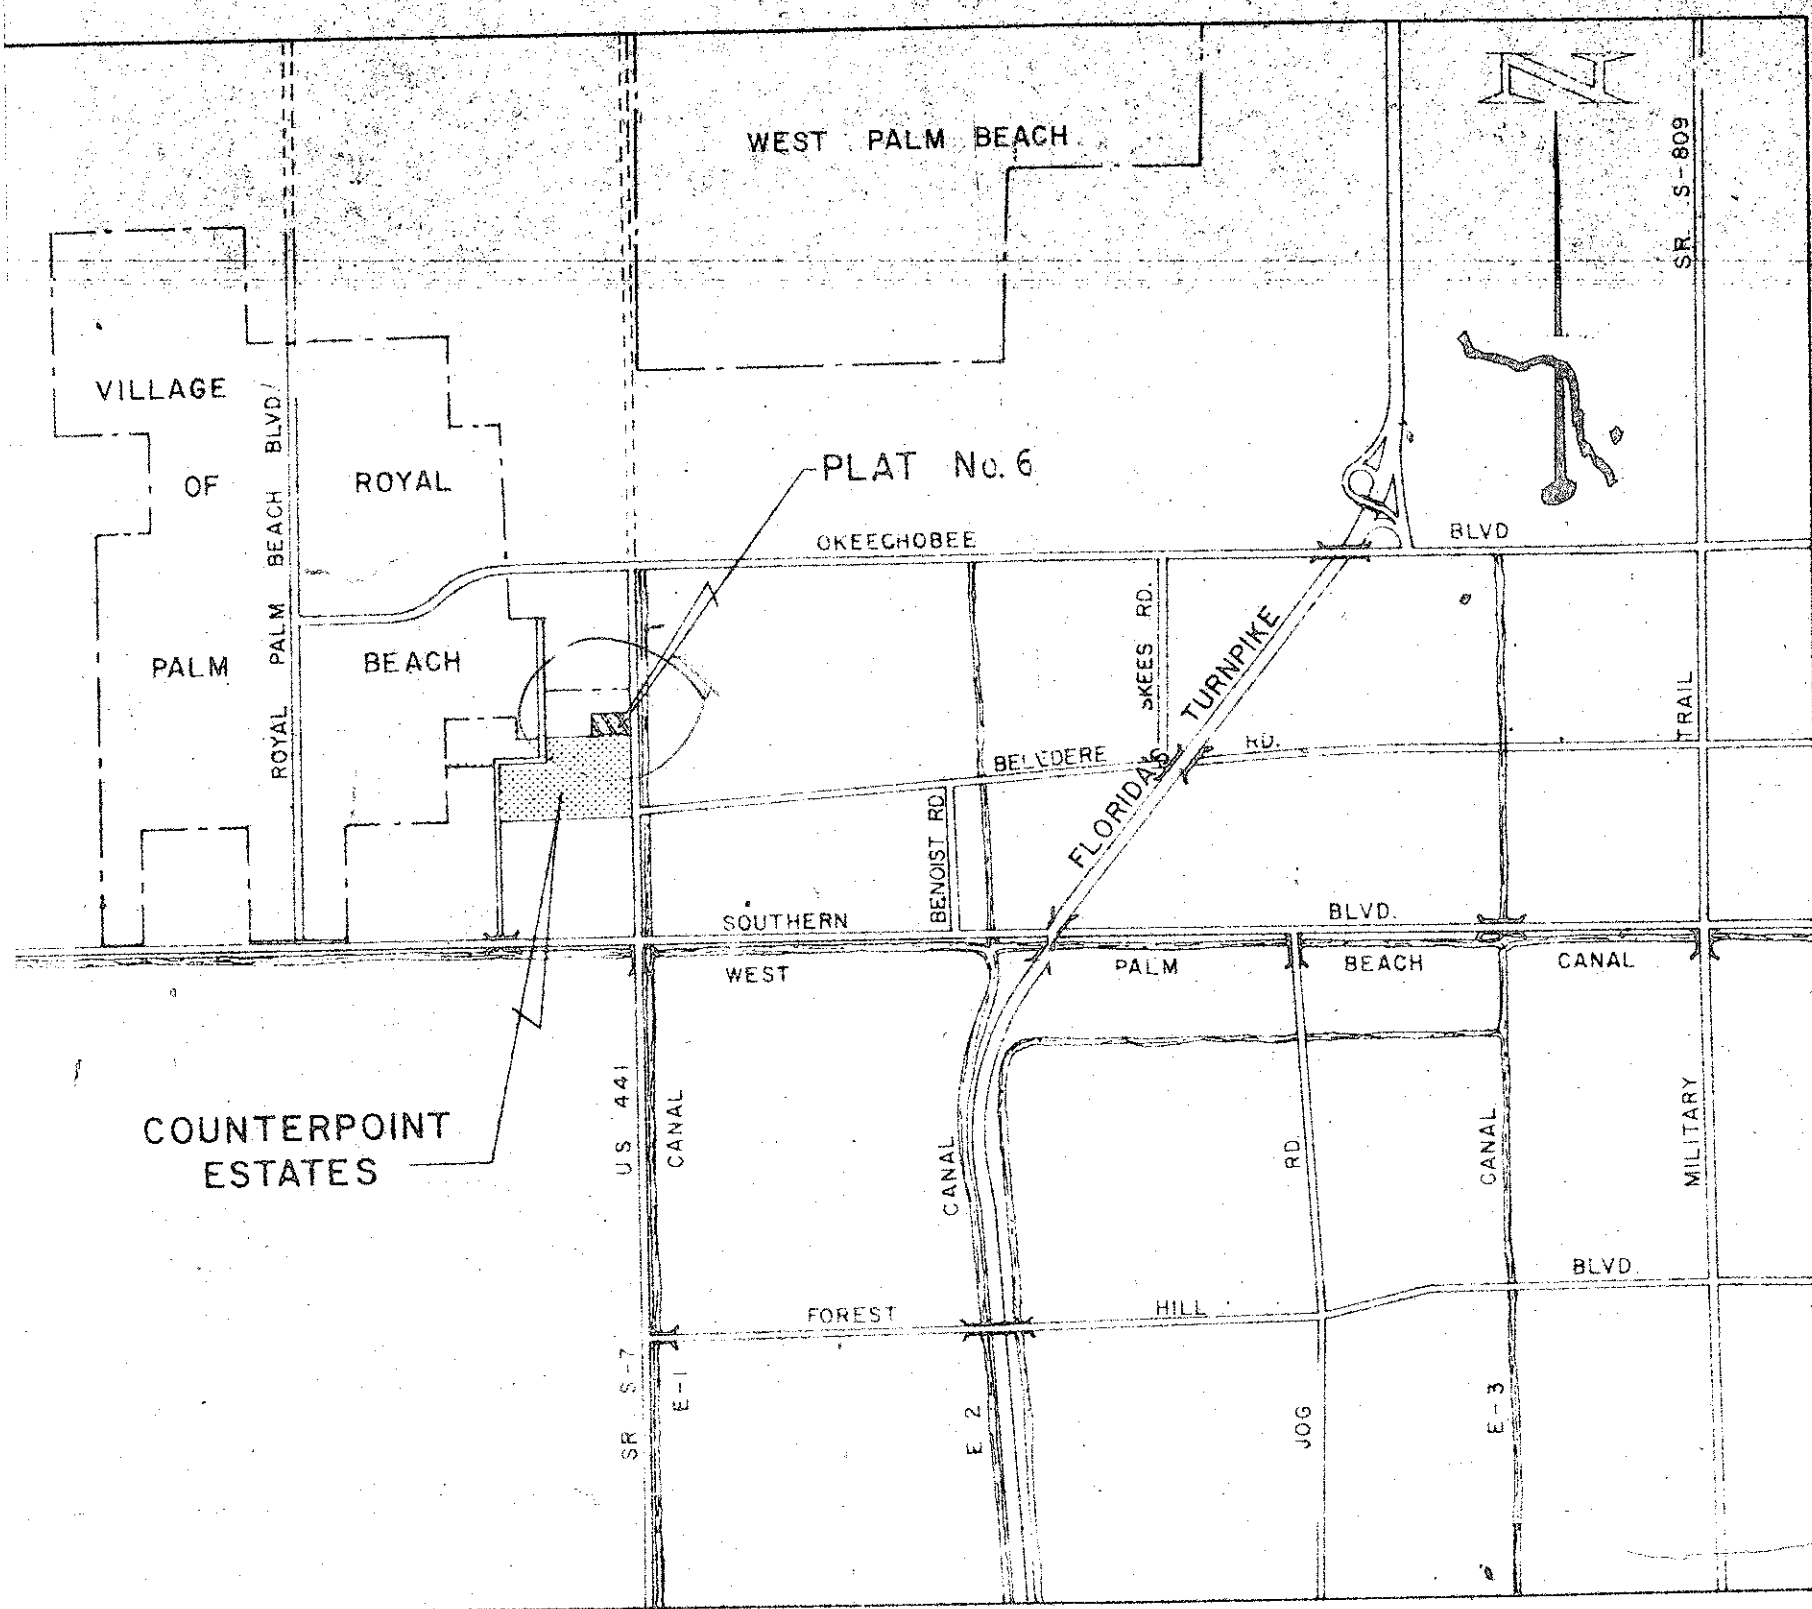 N
WEST PALM BEACH
SR S-809
VILLAGE
OF
ROYAL
PALM
BEACH
ROYAL PALM BEACH BLVD.
PLAT No. 6
OKEECHOBEE BLVD
SKEES RD.
FLORIDA'S TURNPIKE
BELVEDERE RD.
BENOIST RD.
SOUTHERN BLVD.
WEST PALM BEACH CANAL
COUNTERPOINT
ESTATES
US 441
SR S-7
CANAL
E-1
CANAL
E 2
JOG RD.
CANAL
E-3
MILITARY TRAIL
FOREST HILL BLVD.